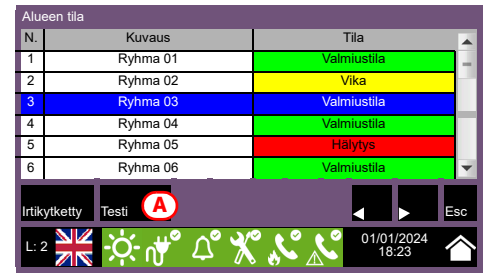 Alueen tila
N. Kuvaus Tila
1 Ryhma 01 Valmiustila
2 Ryhma 02 Vika
3 Ryhma 03 Valmiustila
4 Ryhma 04 Valmiustila
5 Ryhma 05 Hälytys
6 Ryhma 06 Valmiustila
Irtikytketty Testi A Esc
L: 2 01/01/2024
18:23